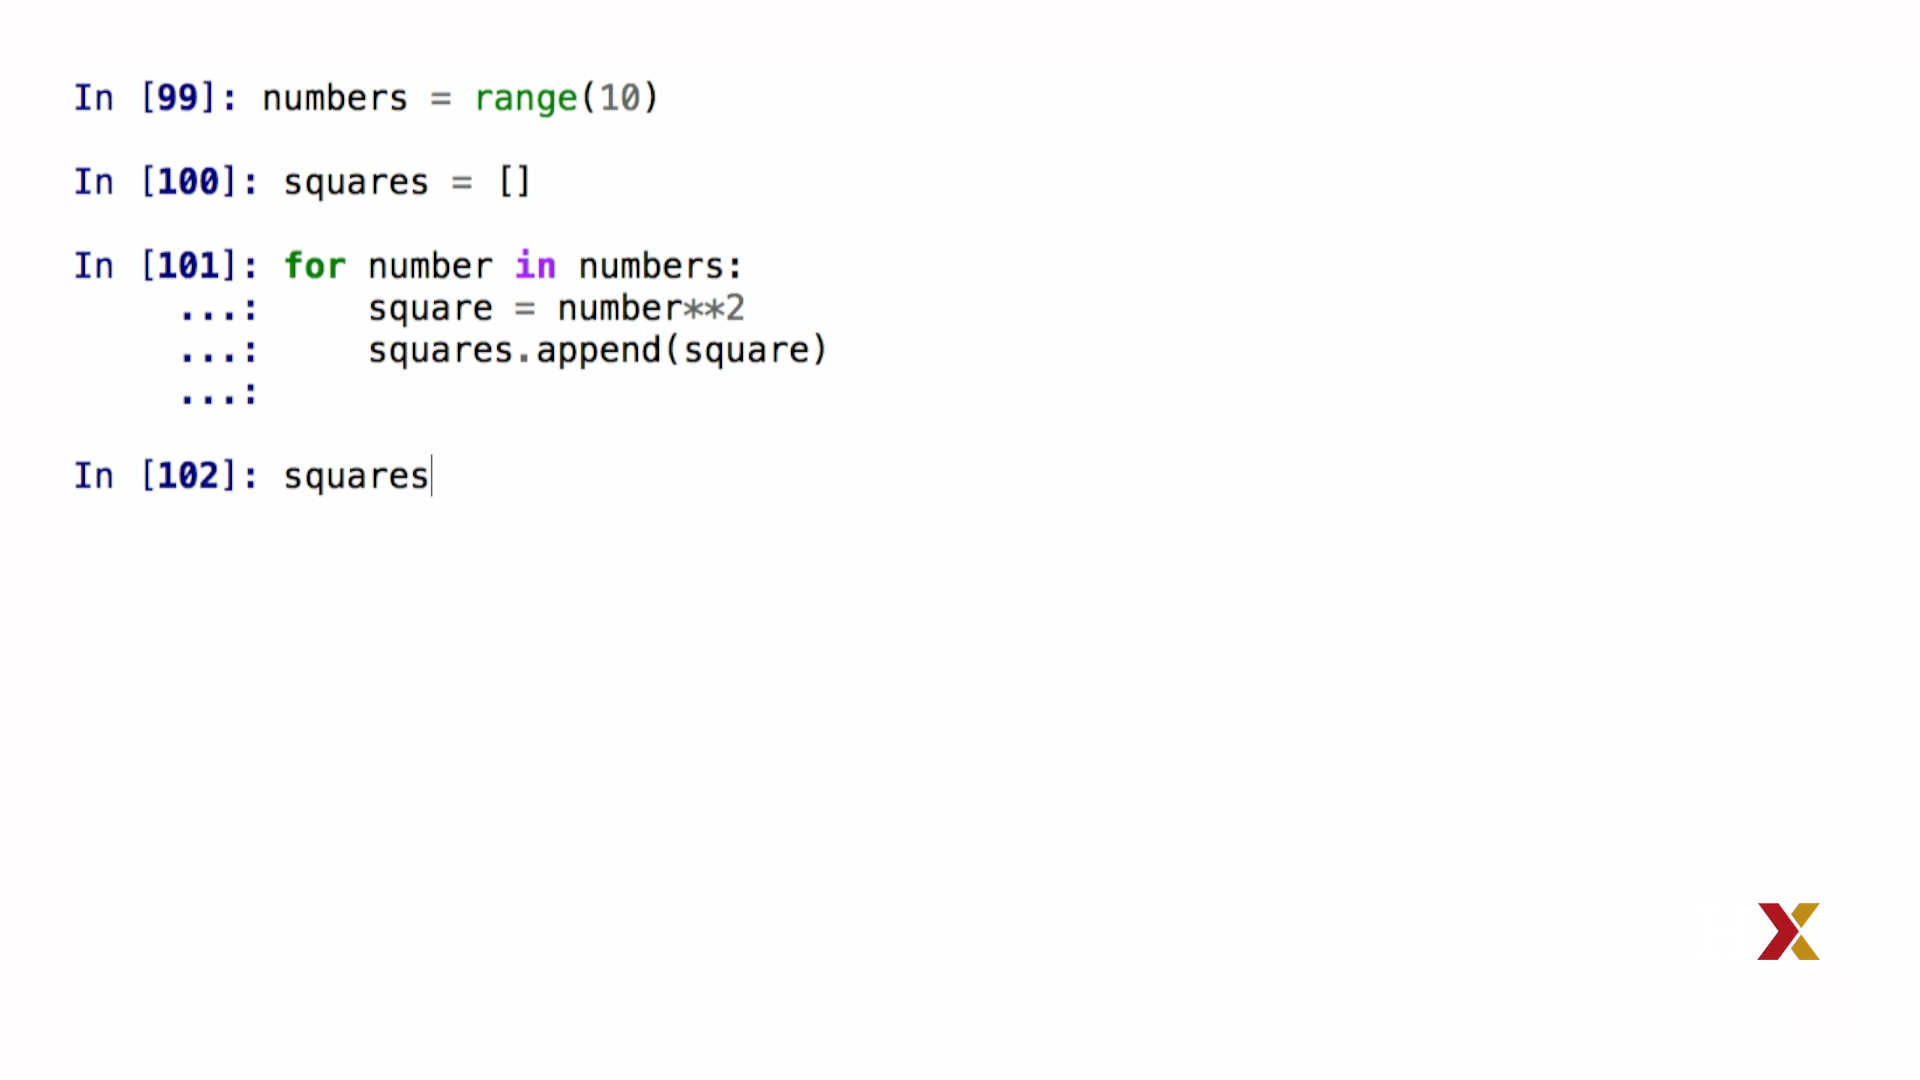 In [99]: numbers = range(10)
In [100]: squares = []
In [101]: for number in numbers:
     ...:     square = number**2
     ...:     squares.append(square)
     ...:
In [102]: squares